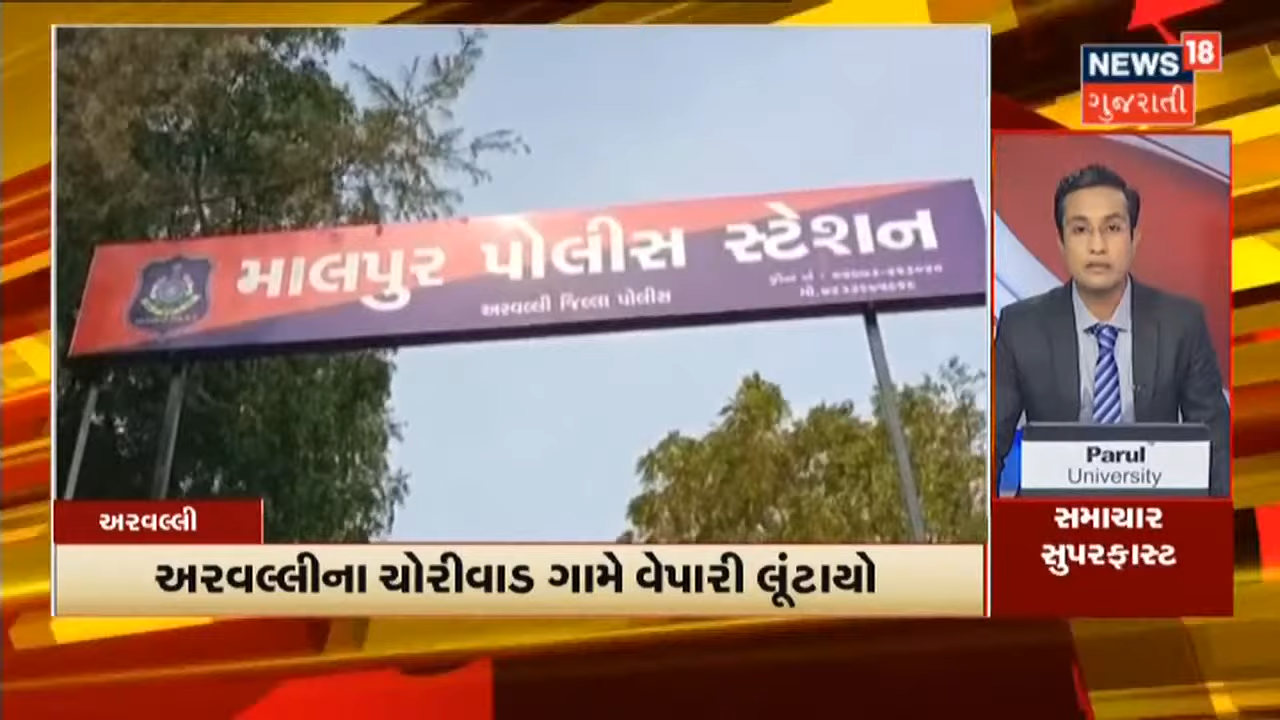 NEWS 18
ગુજરાતી
માલપુર પોલીસ સ્ટેશન
અરવલ્લી જિલ્લા પોલીસ
Parul
University
અરવલ્લી
અરવલ્લીના ચોરીવાડ ગામે વેપારી લૂંટાયો
સમાચાર
સુપરફાસ્ટ